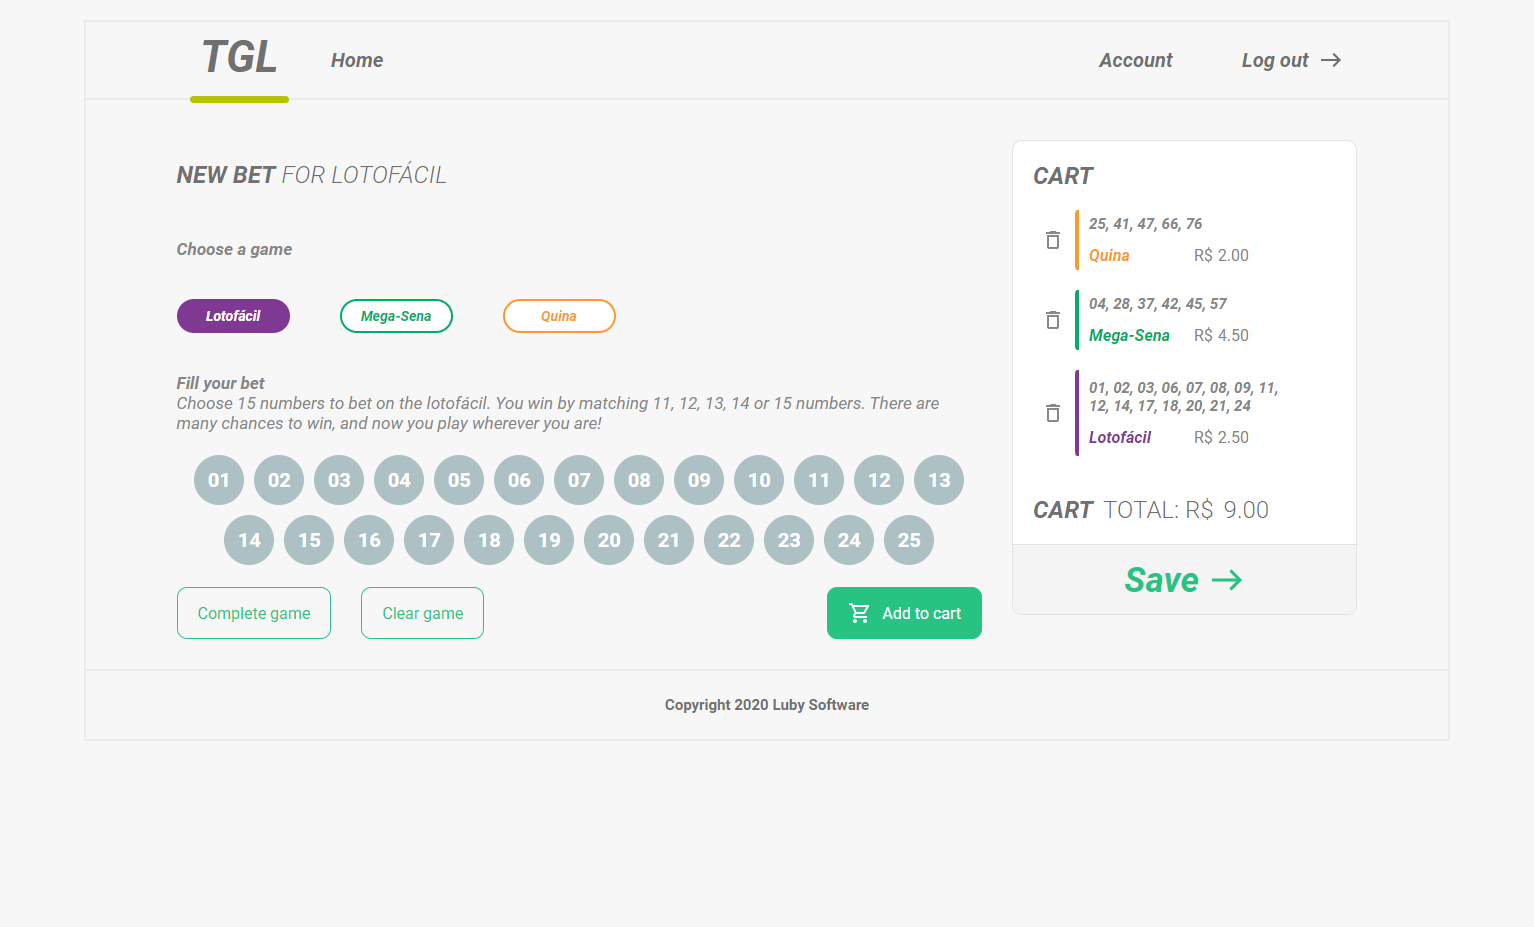 TGL
Home
Account
Log out
NEW BET FOR LOTOFÁCIL
Choose a game
Lotofácil
Mega-Sena
Quina
Fill your bet
Choose 15 numbers to bet on the lotofácil. You win by matching 11, 12, 13, 14 or 15 numbers. There are
many chances to win, and now you play wherever you are!
01 02 03 04 05 06 07 08 09 10 11 12 13
14 15 16 17 18 19 20 21 22 23 24 25
Complete game
Clear game
Add to cart
CART
25, 41, 47, 66, 76
Quina R$ 2.00
04, 28, 37, 42, 45, 57
Mega-Sena R$ 4.50
01, 02, 03, 06, 07, 08, 09, 11,
12, 14, 17, 18, 20, 21, 24
Lotofácil R$ 2.50
CART TOTAL: R$ 9.00
Save
Copyright 2020 Luby Software